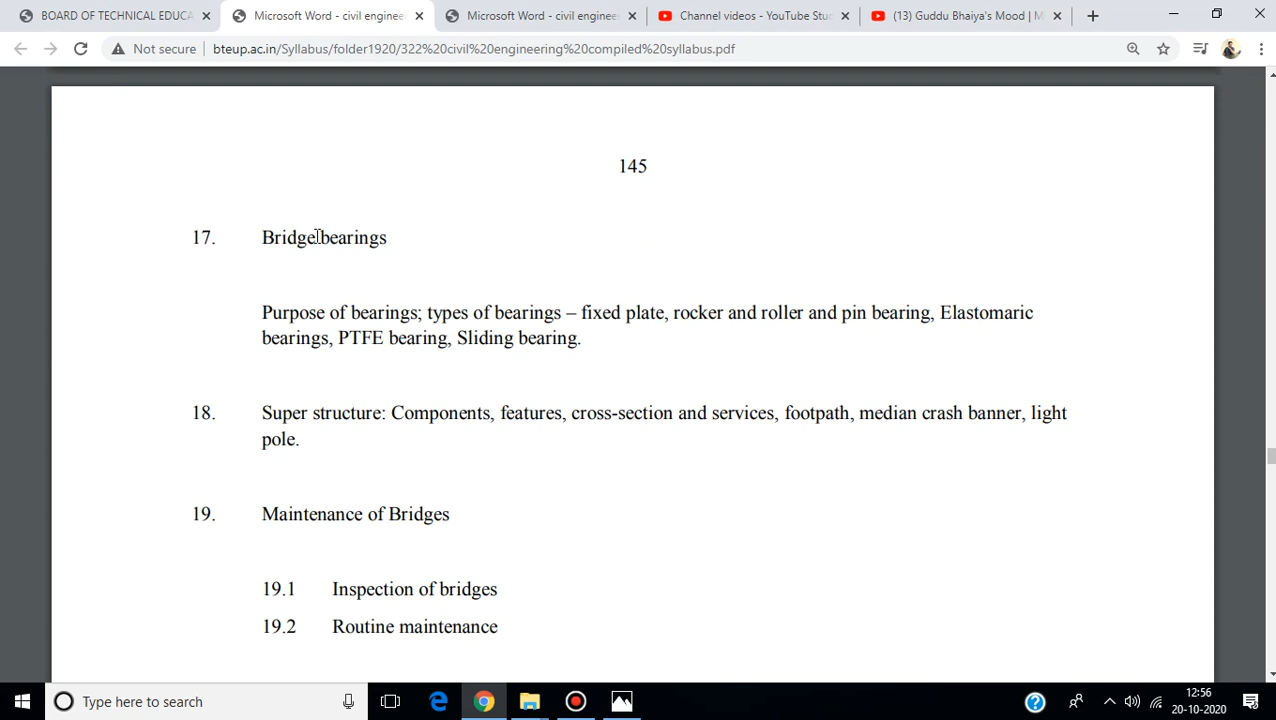 BOARD OF TECHNICAL EDUCA
Microsoft Word - civil enginee
Microsoft Word - civil enginee
Channel videos - YouTube Stu
(13) Guddu Bhaiya's Mood | M
Not secure
bteup.ac.in/Syllabus/folder1920/322%20civil%20engineering%20compiled%20syllabus.pdf
145
17. Bridge bearings
Purpose of bearings; types of bearings – fixed plate, rocker and roller and pin bearing, Elastomaric
bearings, PTFE bearing, Sliding bearing.
18. Super structure: Components, features, cross-section and services, footpath, median crash banner, light
pole.
19. Maintenance of Bridges
19.1 Inspection of bridges
19.2 Routine maintenance
Type here to search
12:56
20-10-2020